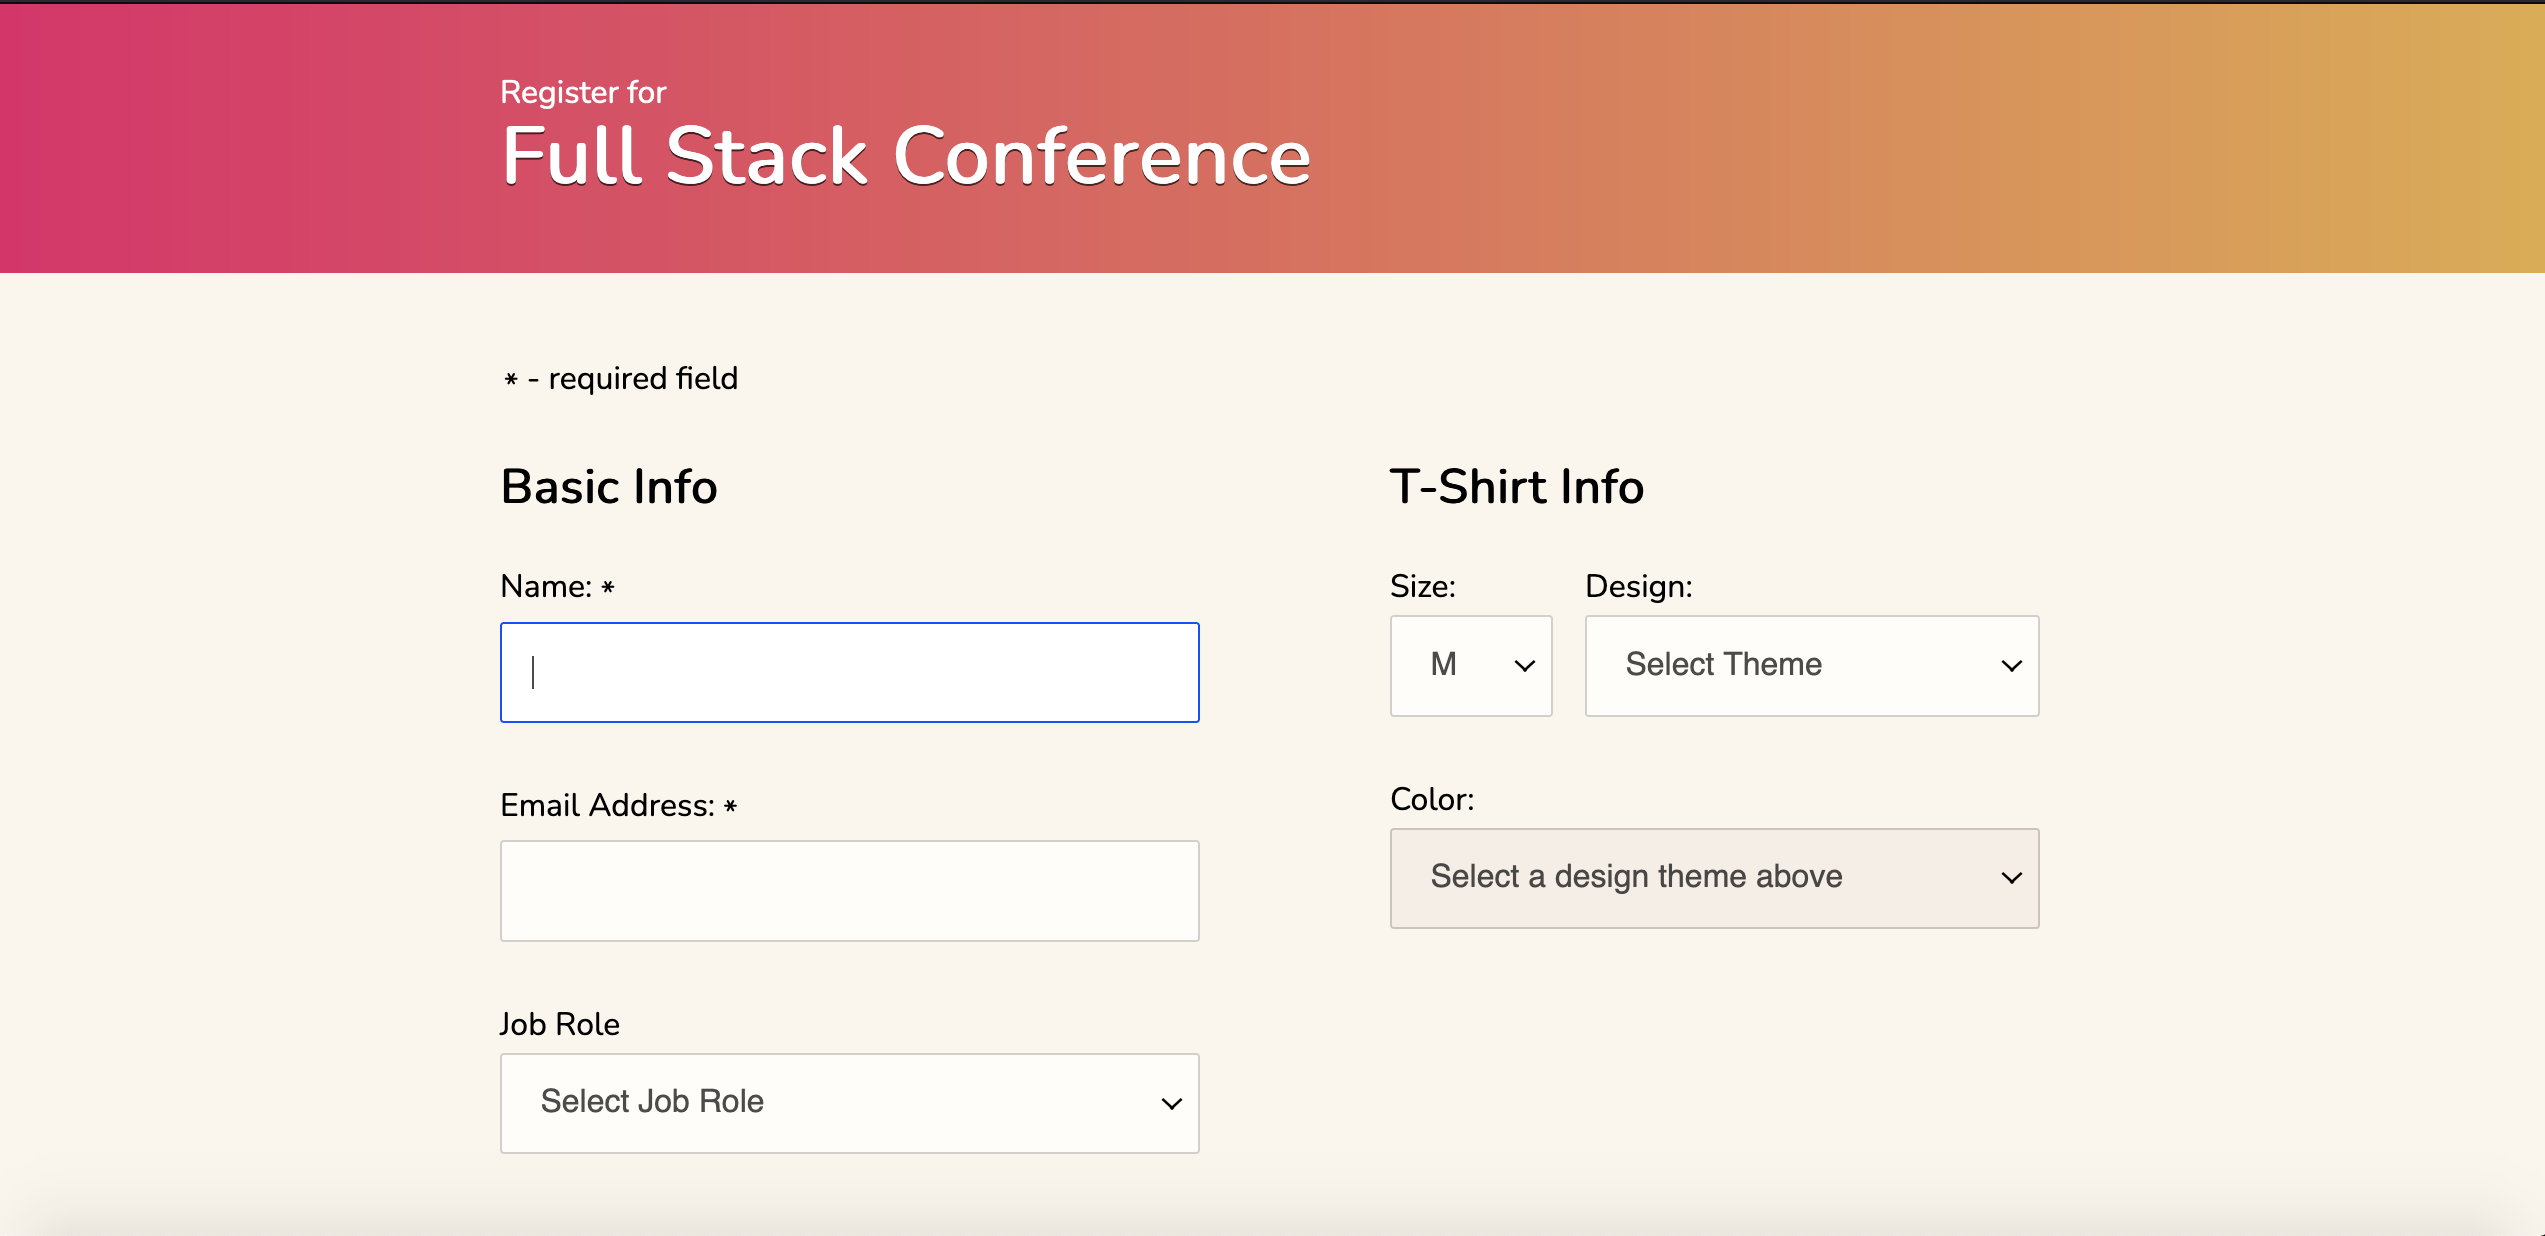 Register for
Full Stack Conference
* - required field
Basic Info
Name: *
Email Address: *
Job Role
Select Job Role
T-Shirt Info
Size:
M
Design:
Select Theme
Color:
Select a design theme above